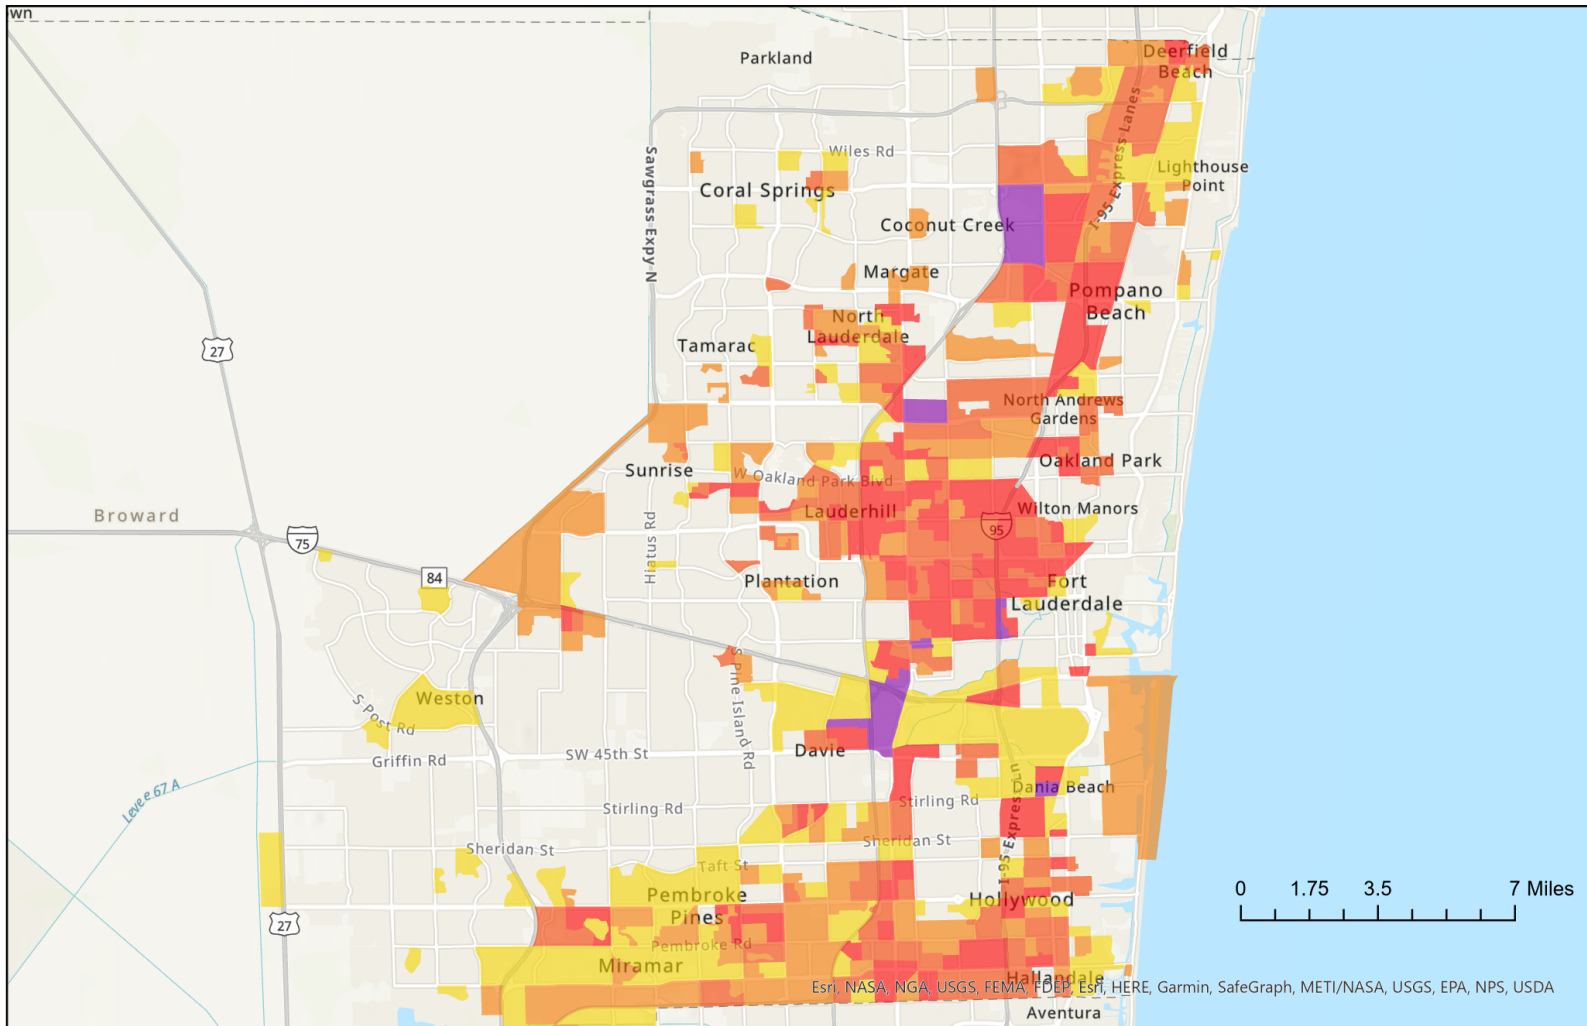 wn
Parkland
Deerfield
Beach
I-95 Express Lanes
Wiles Rd
Lighthouse
Point
Sawgrass Expy N
Coral Springs
Coconut Creek
Margate
Pompano
Beach
North
Lauderdale
27
Tamarac
North Andrews
Gardens
Oakland Park
Sunrise
W Oakland Park Blvd
Broward
Lauderhill
Wilton Manors
95
75
Hiatus Rd
84
Plantation
Fort
Lauderdale
S Pine Island Rd
Weston
S Post Rd
Davie
SW 45th St
Griffin Rd
Levee 67 A
Dania Beach
Stirling Rd
Stirling Rd
I-95 Express Ln
Sheridan St
Sheridan St
Taft St
0 1.75 3.5 7 Miles
Pembroke
Pines
Hollywood
27
Pembroke Rd
Miramar
Hallandale
Esri, NASA, NGA, USGS, FEMA, FDEP, Esri, HERE, Garmin, SafeGraph, METI/NASA, USGS, EPA, NPS, USDA
Aventura